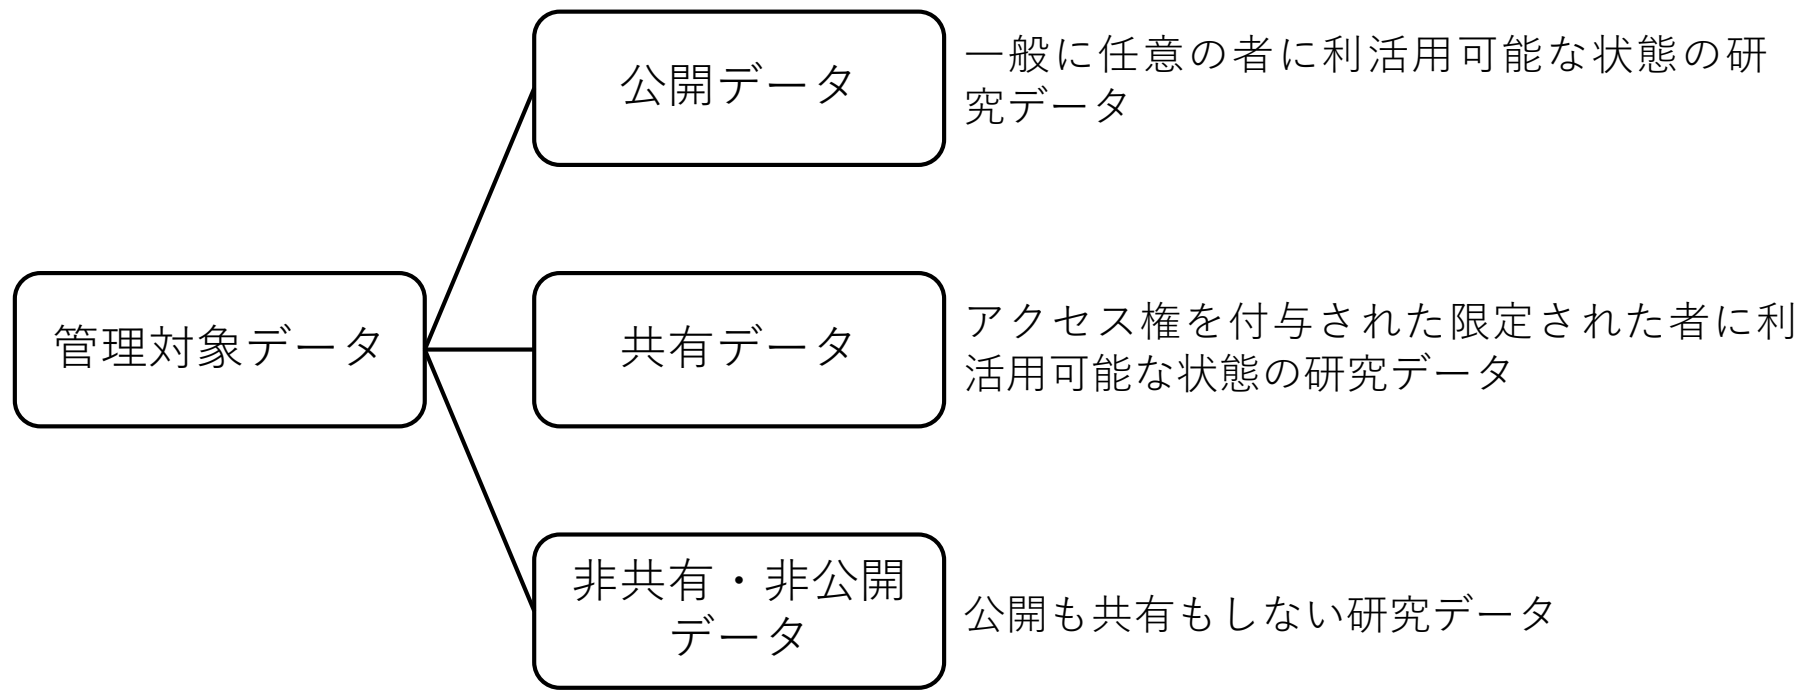 公開データ
一般に任意の者に利活用可能な状態の研
究データ
管理対象データ
共有データ
アクセス権を付与された限定された者に利
活用可能な状態の研究データ
非共有・非公開
データ
公開も共有もしない研究データ